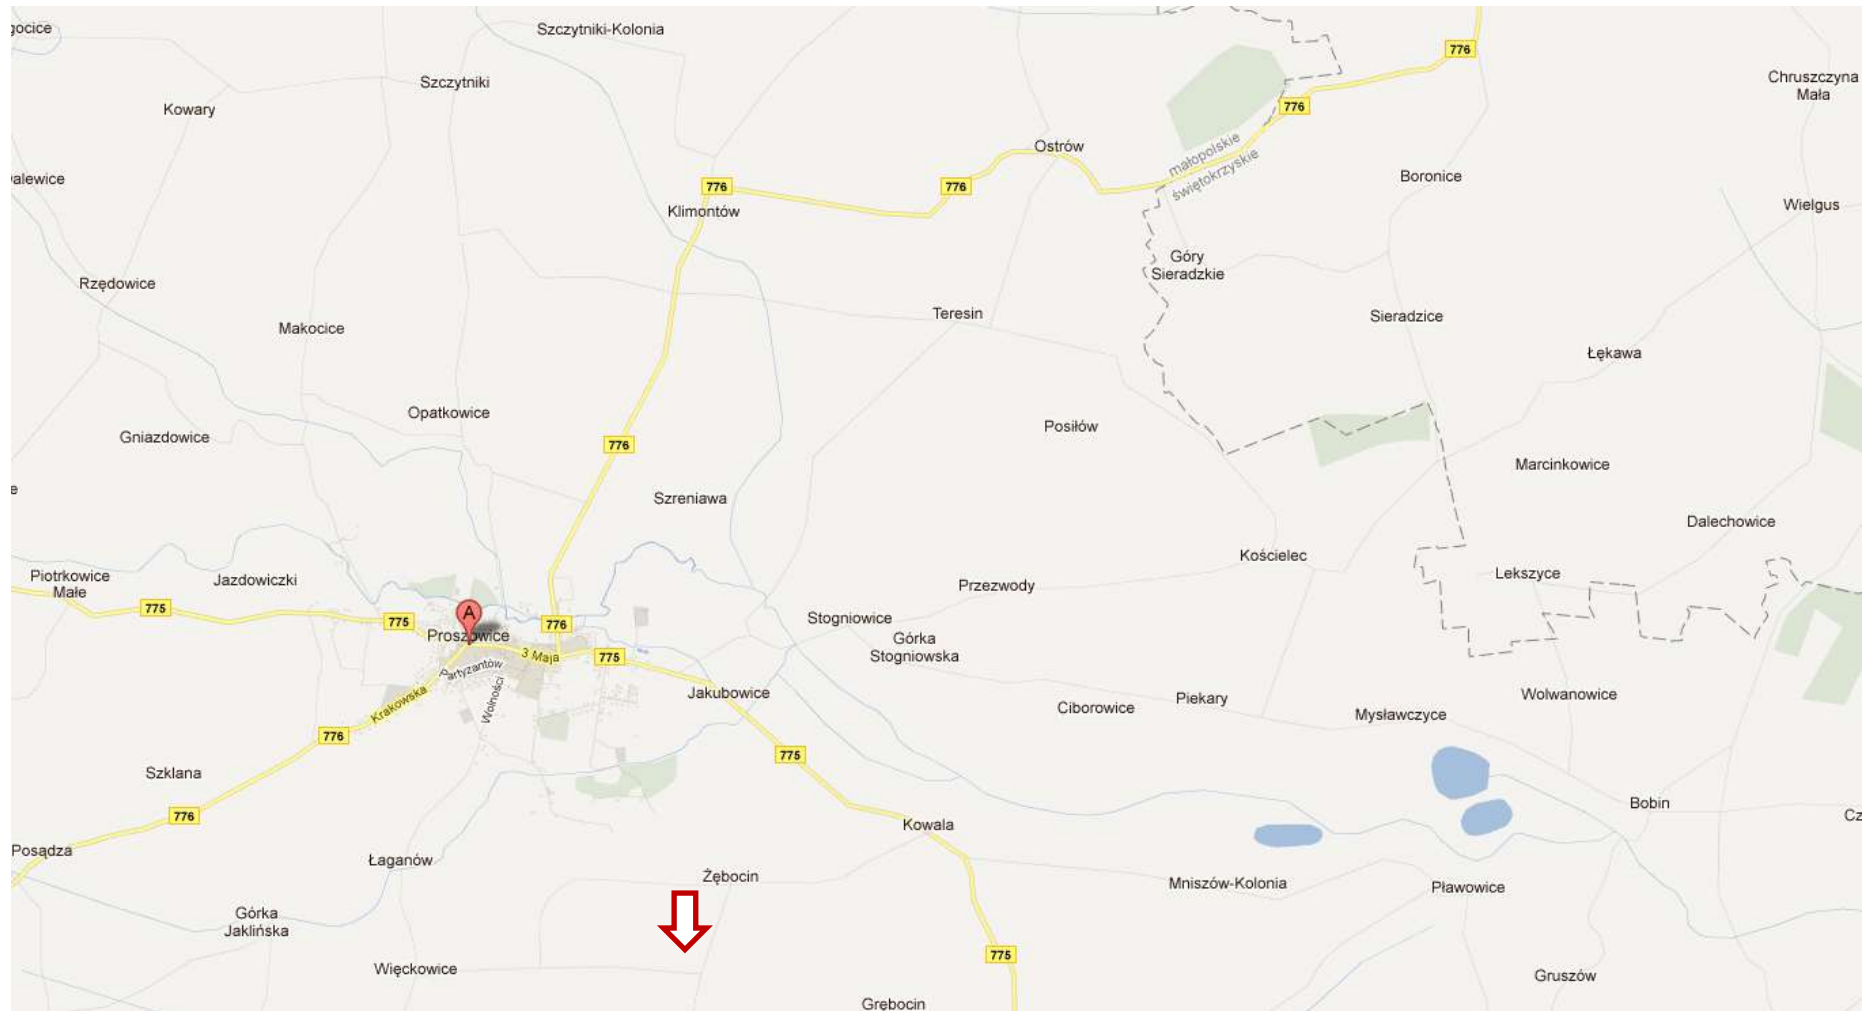 Szczytniki-Kolonia
776
Szczytniki
Chruszczyna
Mała
Kowary
776
małopolskie
świętokrzyskie
Ostrów
Boronice
776
776
Klimontów
Wielgus
Góry
Sieradzkie
Rzędowice
Teresin
Sieradzice
Makocice
Łękawa
Opatkowice
Posiłów
Gniazdowice
776
Marcinkowice
Szreniawa
Dalechowice
Kościelec
Piotrkowice
Małe
Jazdowiczki
Lekszyce
Przezwody
775
A
775
776
Stogniowice
Proszowice
Górka
Stogniowska
3 Maja
775
Partyzantów
Krakowska
Wolności
Jakubowice
Ciborowice
Piekary
Wolwanowice
Mysławczyce
776
775
Szklana
Bobin
776
Kowala
Posądza
Łaganów
Żębocin
Mniszów-Kolonia
Pławowice
Górka
Jaklińska
775
Więckowice
Gruszów
Grębocin